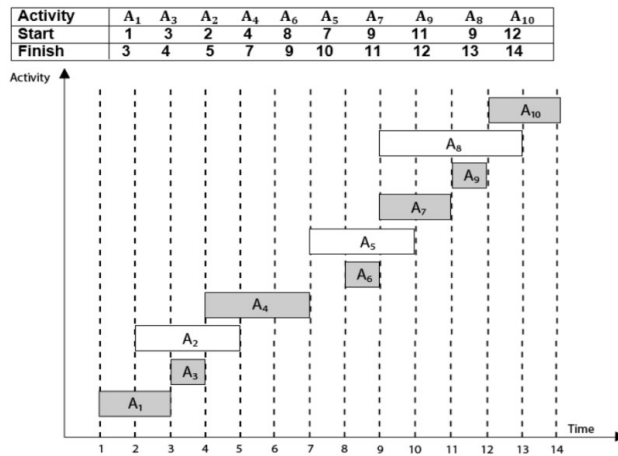 Activity A₁ A₃ A₂ A₄ A₆ A₅ A₇ A₉ A₈ A₁₀
Start 1 3 2 4 8 7 9 11 9 12
Finish 3 4 5 7 9 10 11 12 13 14
Activity
A₁₀
A₈
A₉
A₇
A₅
A₆
A₄
A₂
A₃
A₁
Time
1 2 3 4 5 6 7 8 9 10 11 12 13 14